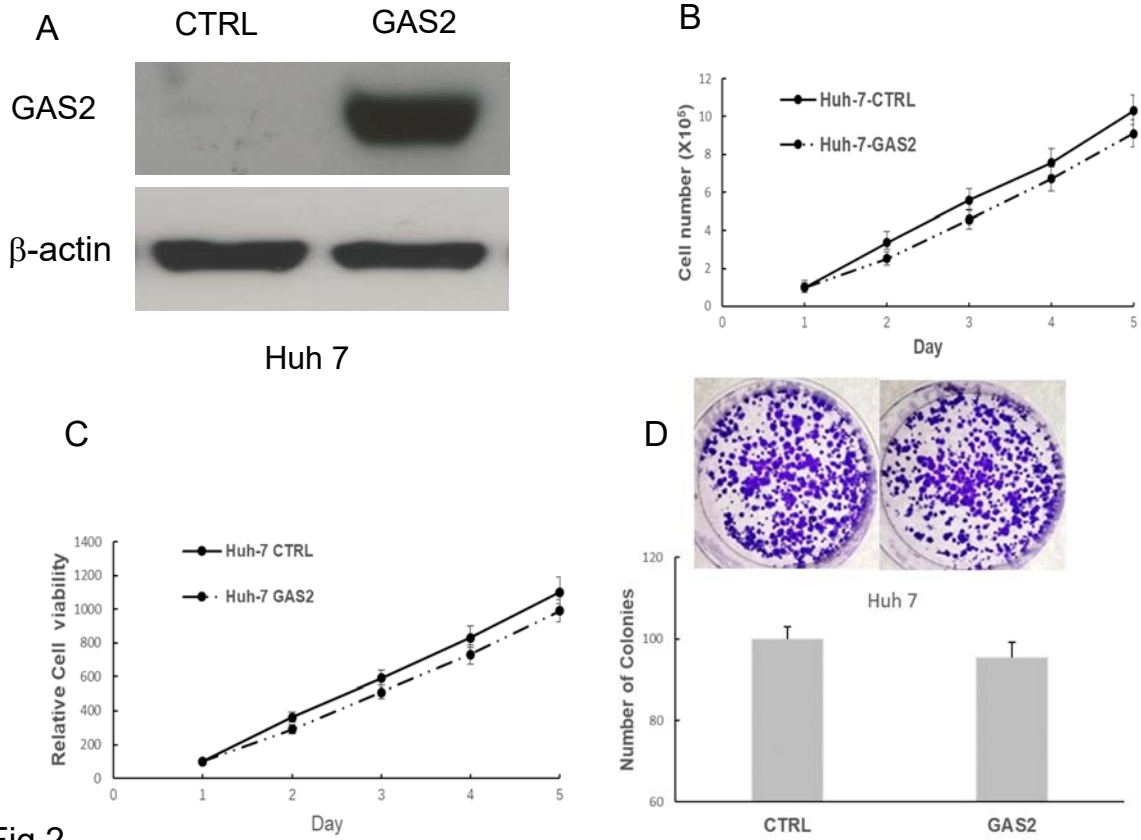 A
CTRL GAS2
GAS2
β-actin
Huh 7
B
12
10
8
6
4
2
0
Cell number (X10⁵)
Huh-7-CTRL
Huh-7-GAS2
0 1 2 3 4 5
Day
C
1400
1200
1000
800
600
400
200
0
Relative Cell viability
Huh-7 CTRL
Huh-7 GAS2
0 1 2 3 4 5
Day
D
120
100
80
60
Number of Colonies
Huh 7
CTRL GAS2
Fig 2